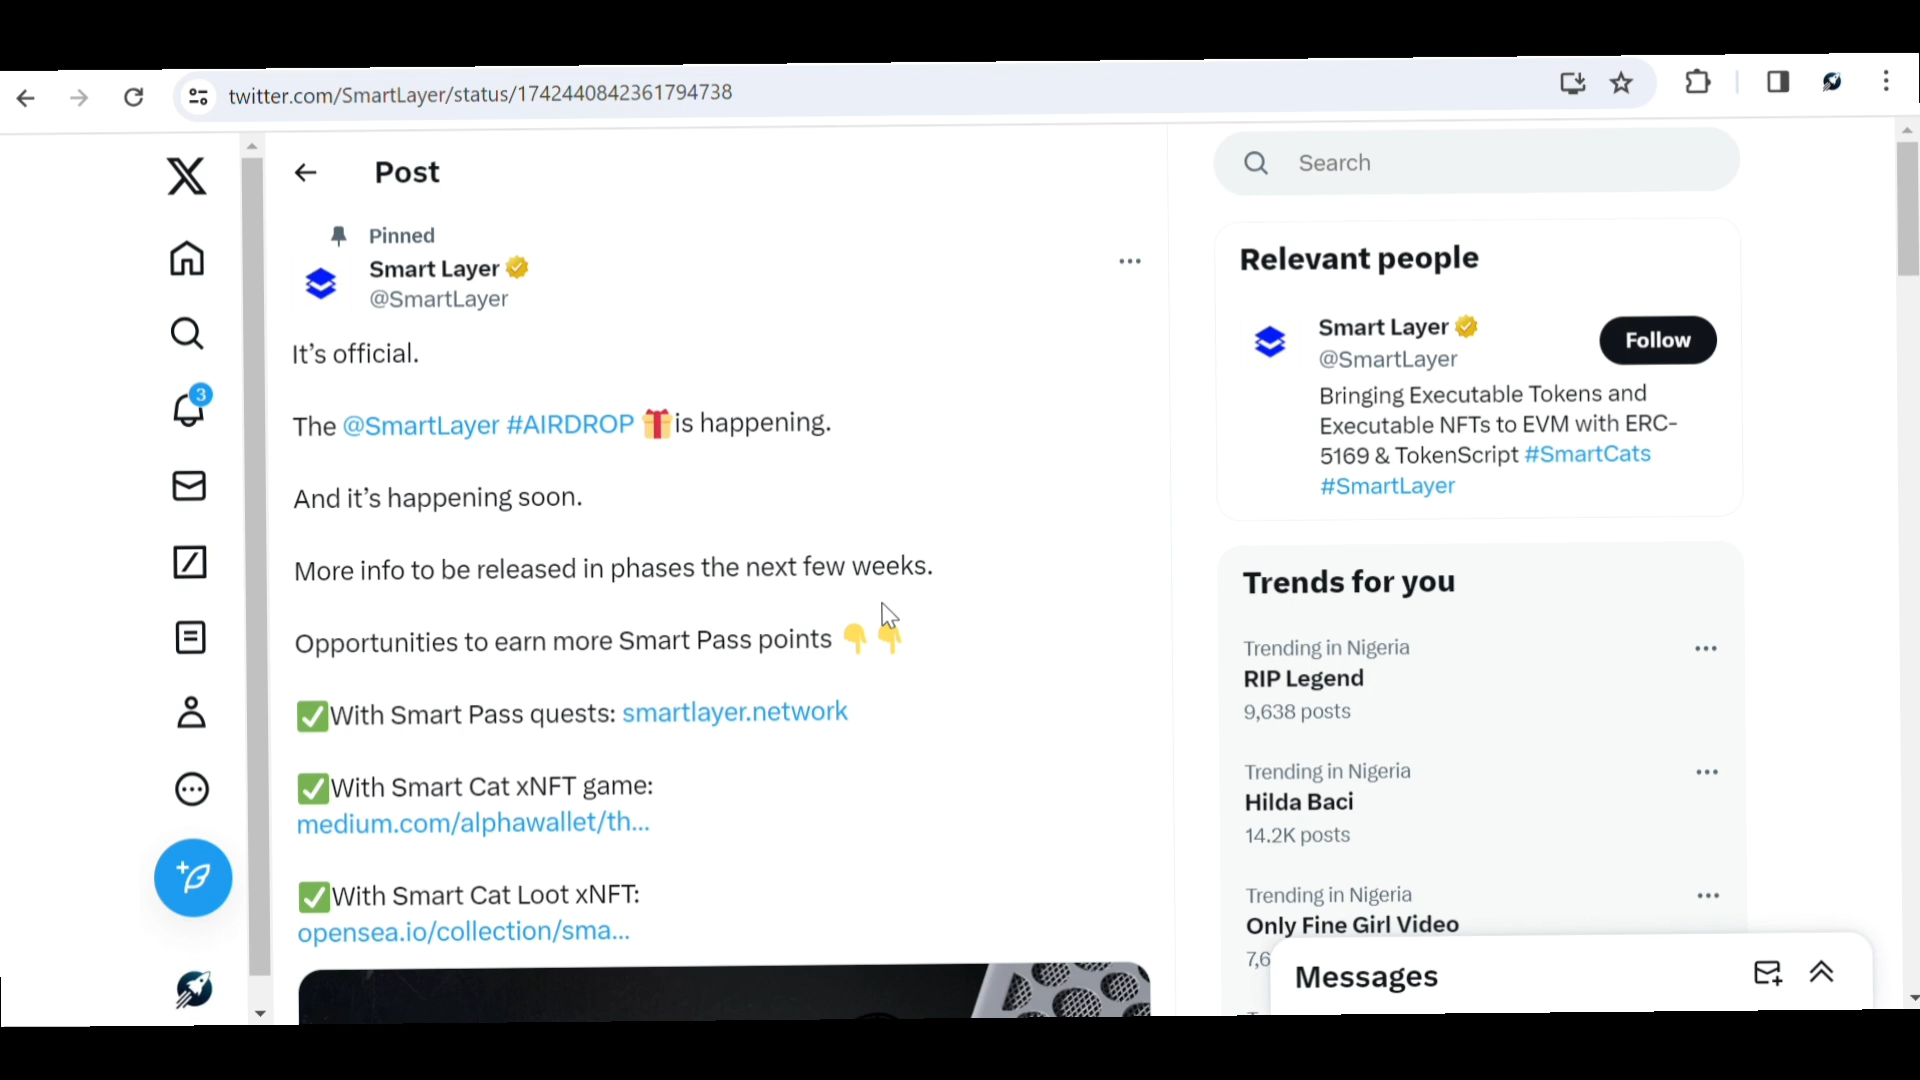 twitter.com/SmartLayer/status/1742440842361794738
Post
Search
Pinned
Smart Layer
@SmartLayer
It's official.
The @SmartLayer #AIRDROP 🎁is happening.
And it's happening soon.
More info to be released in phases the next few weeks.
Opportunities to earn more Smart Pass points 👇👇
✅With Smart Pass quests: smartlayer.network
✅With Smart Cat xNFT game:
medium.com/alphawallet/th...
✅With Smart Cat Loot xNFT:
opensea.io/collection/sma...
3
Relevant people
Smart Layer
@SmartLayer
Follow
Bringing Executable Tokens and
Executable NFTs to EVM with ERC-
5169 & TokenScript #SmartCats
#SmartLayer
Trends for you
Trending in Nigeria
RIP Legend
9,638 posts
Trending in Nigeria
Hilda Baci
14.2K posts
Trending in Nigeria
Only Fine Girl Video
Messages